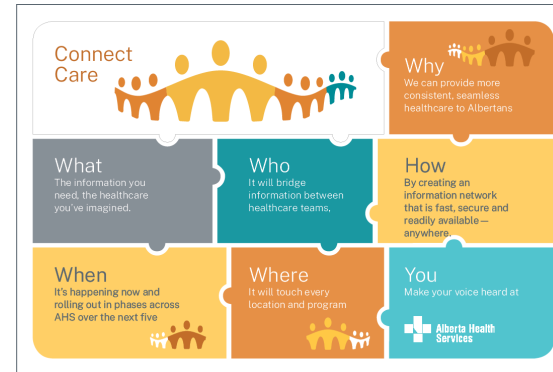 Connect
Care
Why
We can provide more
consistent, seamless
healthcare to Albertans
What
The information you
need, the healthcare
you've imagined.
Who
It will bridge
information between
healthcare teams.
How
By creating an
information network
that is fast, secure and
readily available—
anywhere.
When
It's happening now and
rolling out in phases across
AHS over the next five
Where
It will touch every
location and program
You
Make your voice heard at
Alberta Health
Services